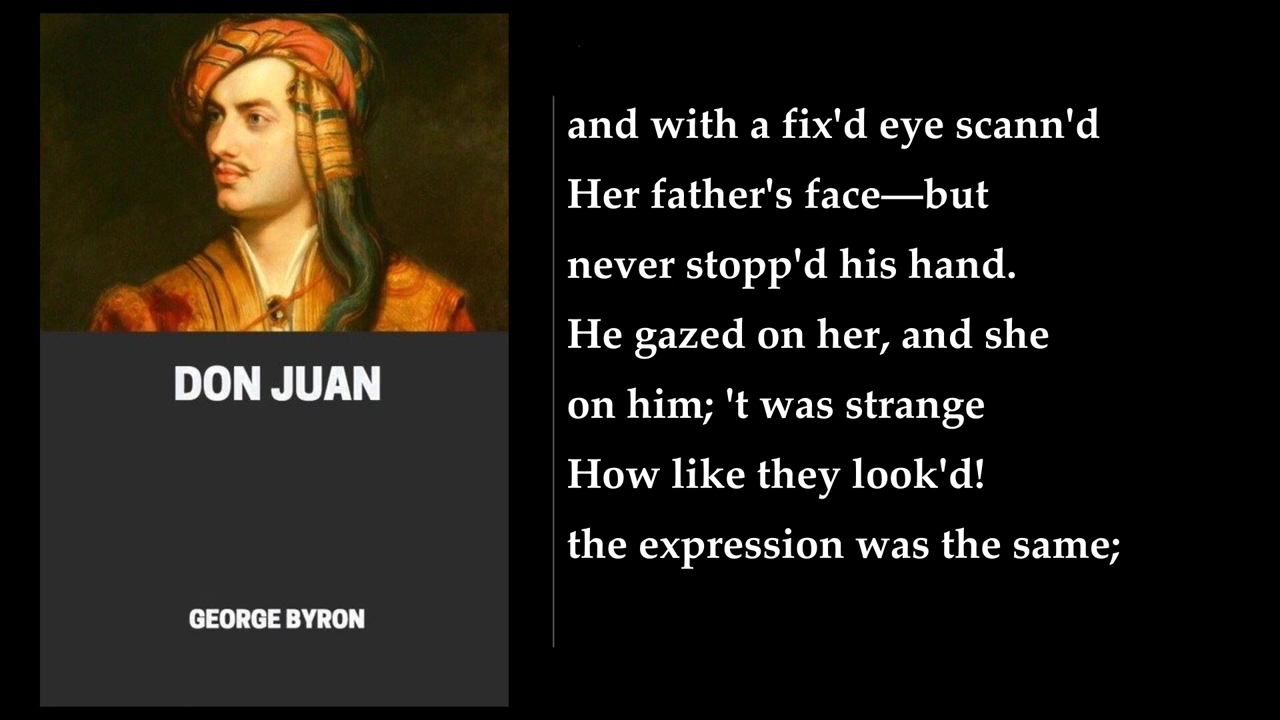 DON JUAN
GEORGE BYRON
and with a fix'd eye scann'd
Her father's face—but
never stopp'd his hand.
He gazed on her, and she
on him; 't was strange
How like they look'd!
the expression was the same;